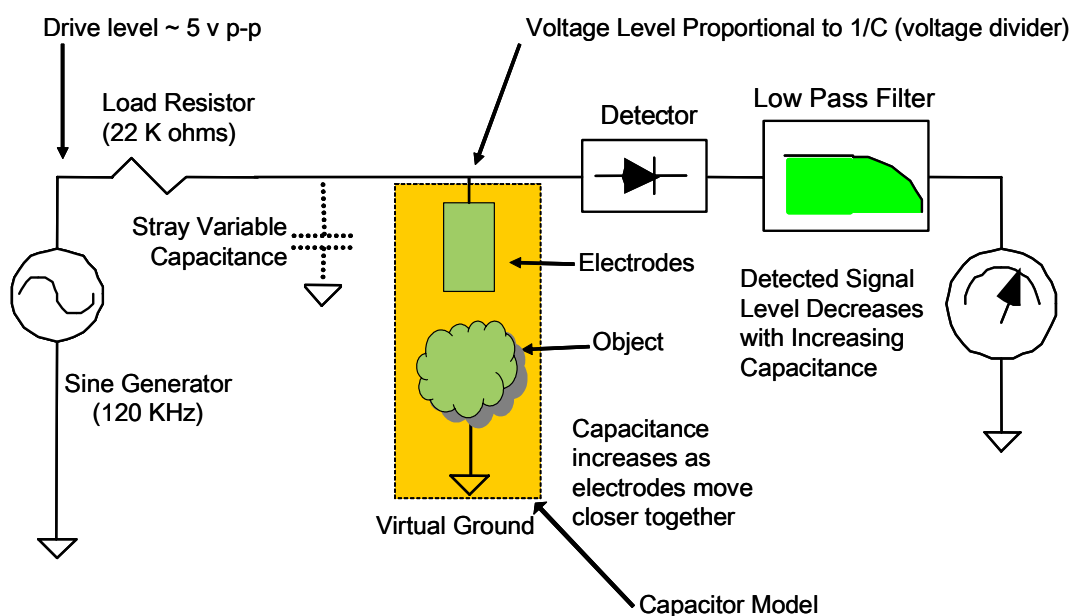 Drive level ~ 5 v p-p
Voltage Level Proportional to 1/C (voltage divider)
Load Resistor
(22 K ohms)
Detector
Low Pass Filter
Stray Variable
Capacitance
Electrodes
Object
Sine Generator
(120 KHz)
Detected Signal
Level Decreases
with Increasing
Capacitance
Capacitance
increases as
electrodes move
closer together
Virtual Ground
Capacitor Model